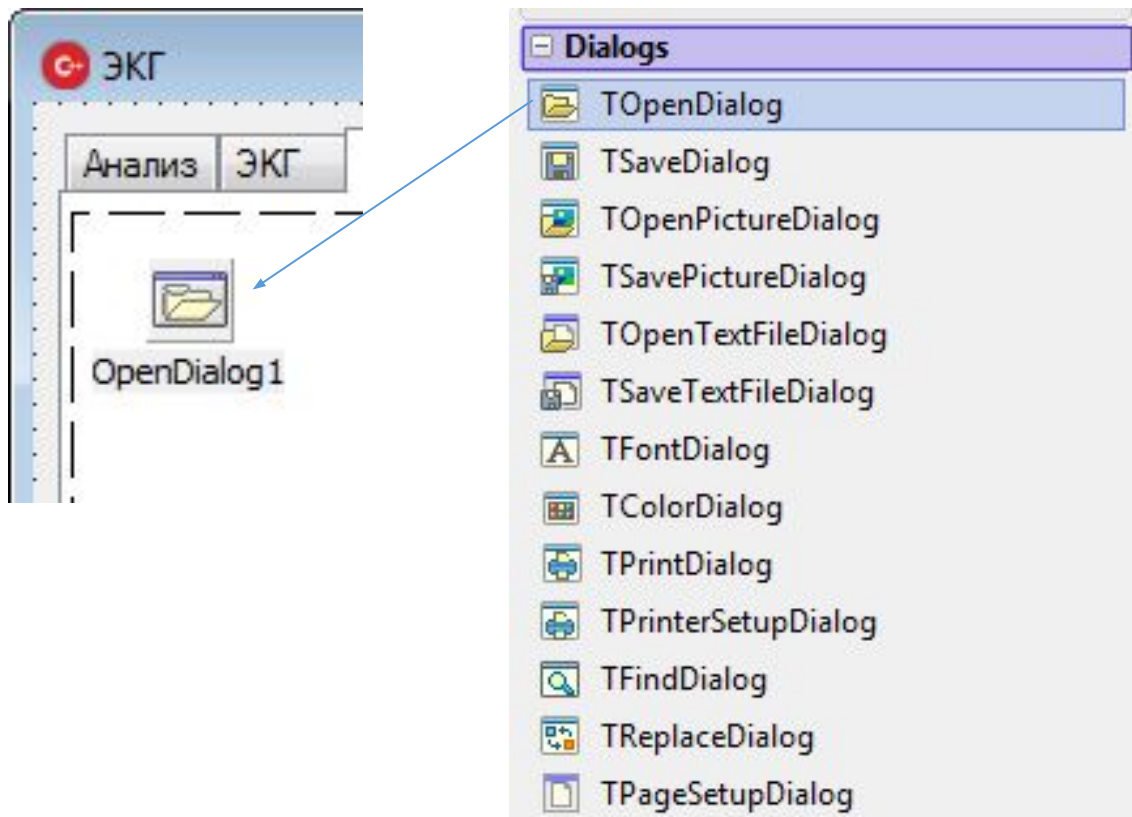 ЭКГ
Анализ
ЭКГ
OpenDialog1
Dialogs
TOpenDialog
TSaveDialog
TOpenPictureDialog
TSavePictureDialog
TOpenTextFileDialog
TSaveTextFileDialog
TFontDialog
TColorDialog
TPrintDialog
TPrinterSetupDialog
TFindDialog
TReplaceDialog
TPageSetupDialog